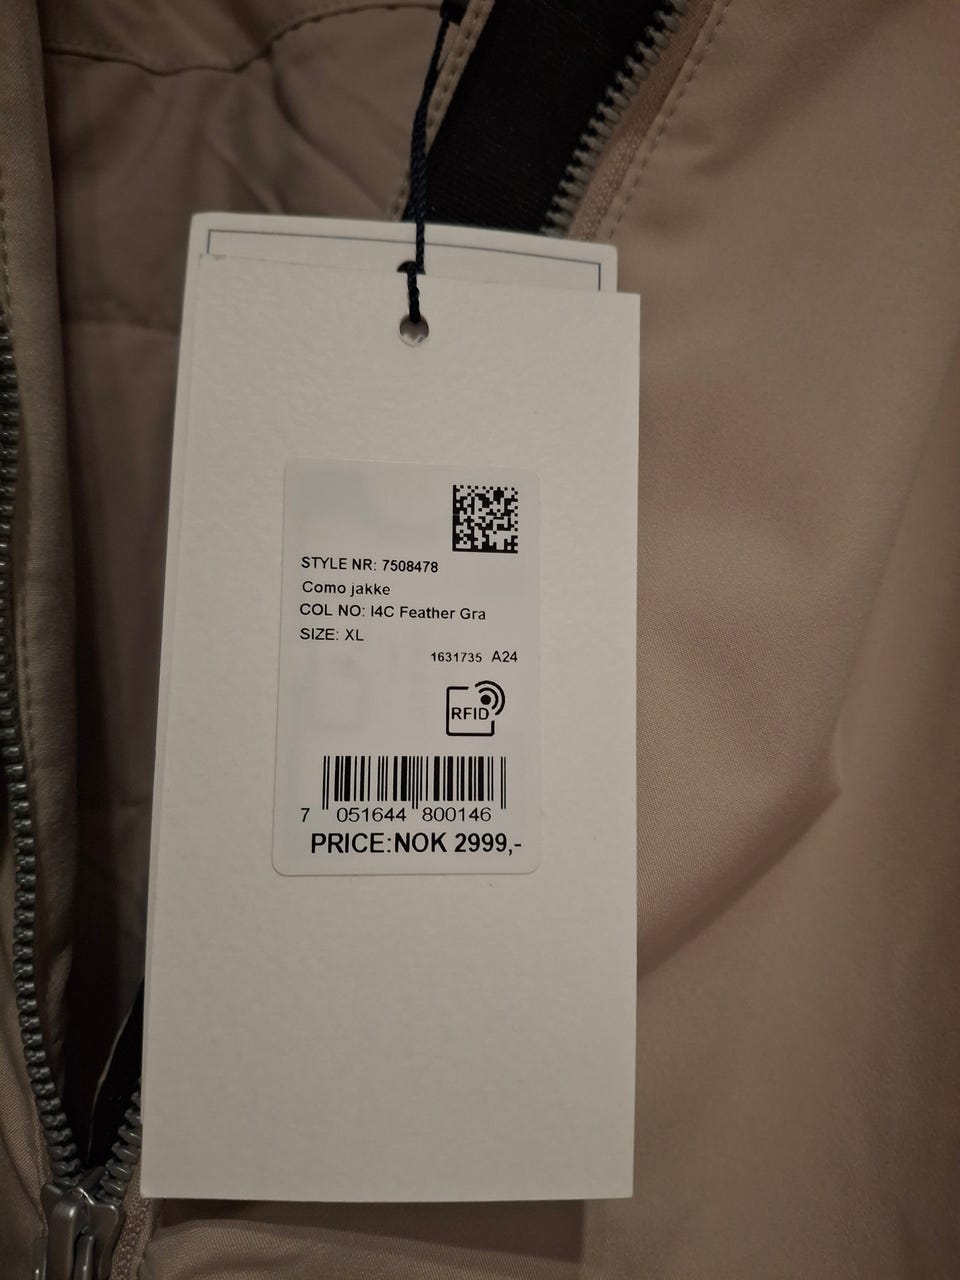 STYLE NR: 7508478
Como jakke
COL NO: I4C Feather Gra
SIZE: XL
1631735 A24
RFID
7 051644 800146
PRICE:NOK 2999,-